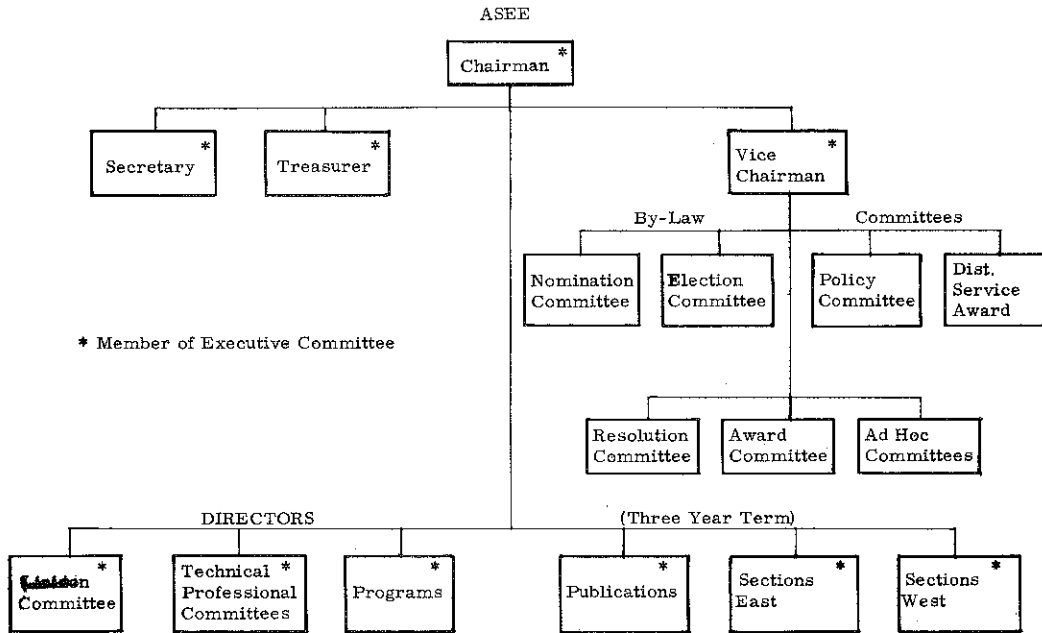 ASEE
Chairman *
Secretary *
Treasurer *
Vice *
Chairman
By-Law Committees
Nomination
Committee
Election
Committee
Policy
Committee
Dist.
Service
Award
* Member of Executive Committee
Resolution
Committee
Award
Committee
Ad Hoc
Committees
DIRECTORS (Three Year Term)
*
Committee
Technical *
Professional
Committees
*
Programs
*
Publications
Sections *
East
Sections *
West